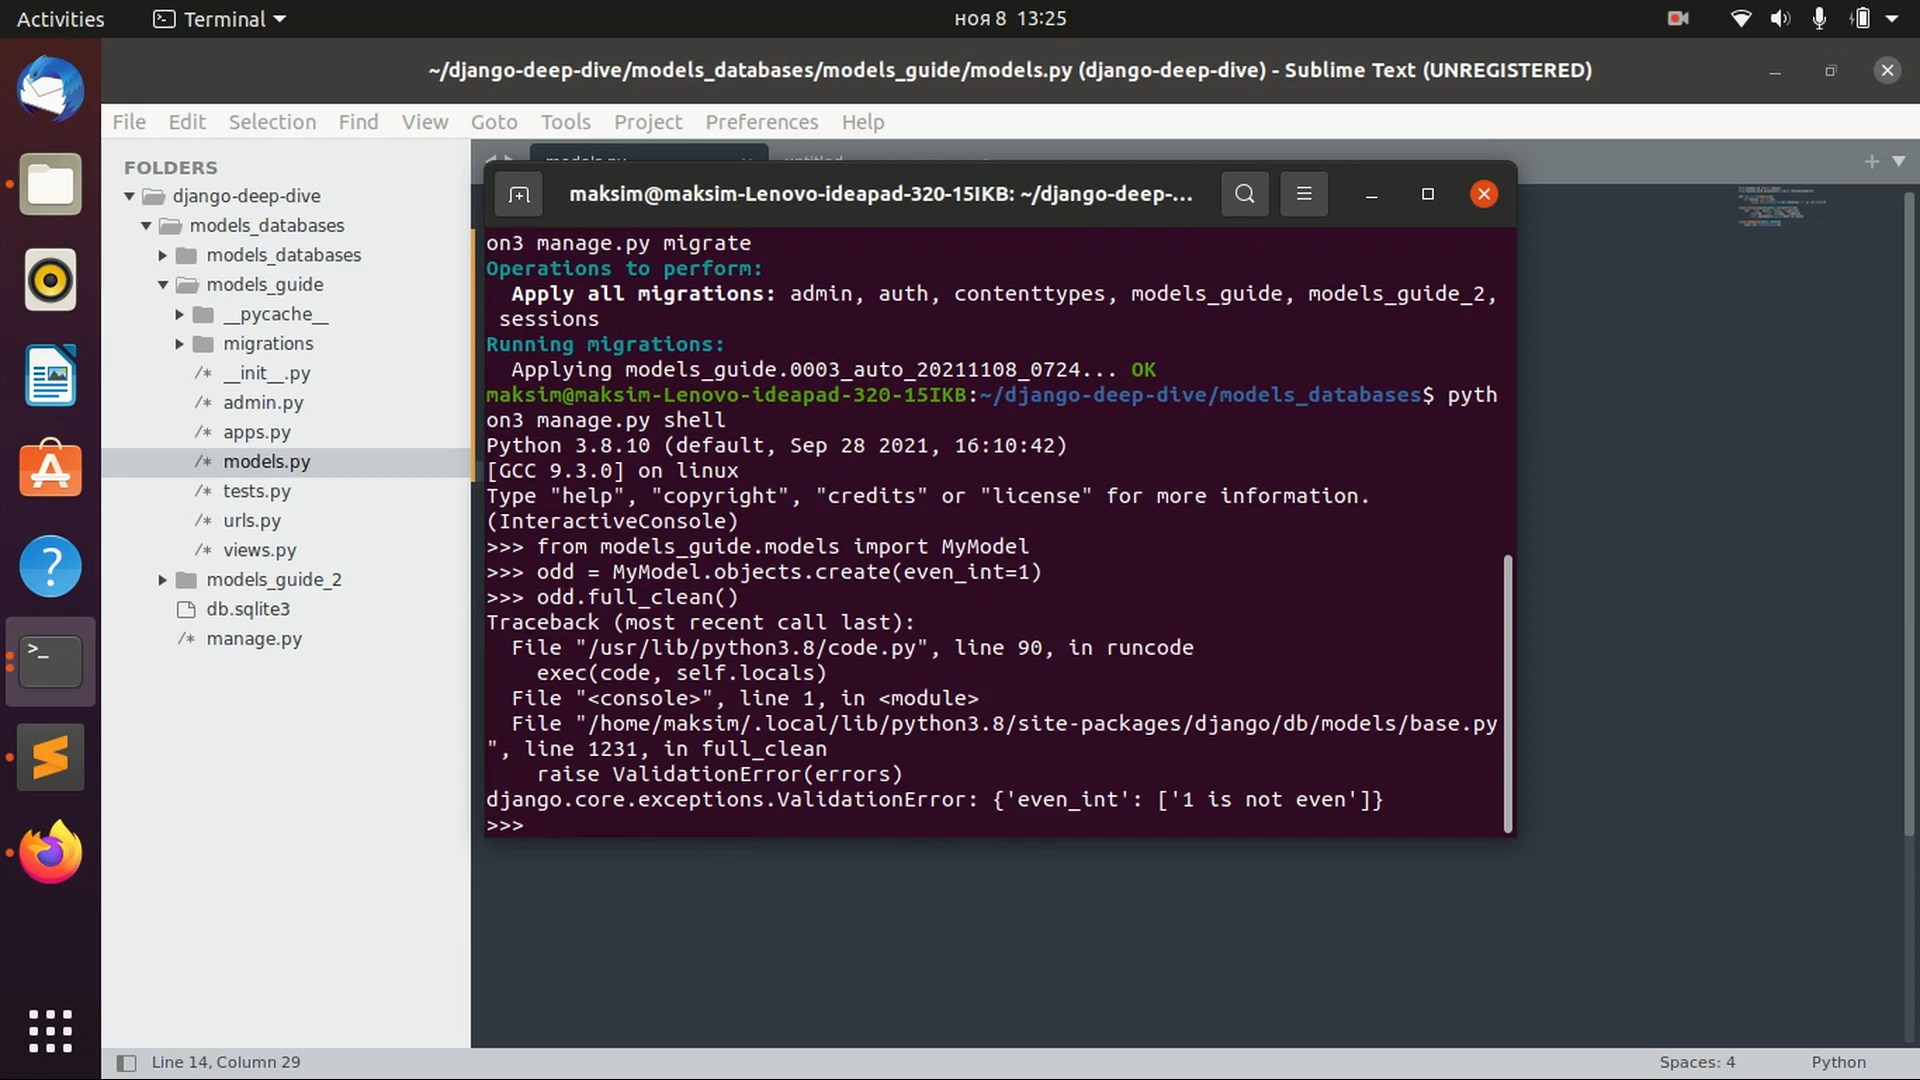 Activities
Terminal
ноя 8 13:25
~/django-deep-dive/models_databases/models_guide/models.py (django-deep-dive) - Sublime Text (UNREGISTERED)
File Edit Selection Find View Goto Tools Project Preferences Help
FOLDERS
django-deep-dive
models_databases
models_databases
models_guide
__pycache__
migrations
/* __init__.py
/* admin.py
/* apps.py
/* models.py
/* tests.py
/* urls.py
/* views.py
models_guide_2
db.sqlite3
/* manage.py
models.py
untitled
maksim@maksim-Lenovo-ideapad-320-15IKB: ~/django-deep-...
on3 manage.py migrate
Operations to perform:
Apply all migrations: admin, auth, contenttypes, models_guide, models_guide_2,
sessions
Running migrations:
Applying models_guide.0003_auto_20211108_0724... OK
maksim@maksim-Lenovo-ideapad-320-15IKB:~/django-deep-dive/models_databases$ pyth
on3 manage.py shell
Python 3.8.10 (default, Sep 28 2021, 16:10:42)
[GCC 9.3.0] on linux
Type "help", "copyright", "credits" or "license" for more information.
(InteractiveConsole)
>>> from models_guide.models import MyModel
>>> odd = MyModel.objects.create(even_int=1)
>>> odd.full_clean()
Traceback (most recent call last):
File "/usr/lib/python3.8/code.py", line 90, in runcode
exec(code, self.locals)
File "<console>", line 1, in <module>
File "/home/maksim/.local/lib/python3.8/site-packages/django/db/models/base.py
", line 1231, in full_clean
raise ValidationError(errors)
django.core.exceptions.ValidationError: {'even_int': ['1 is not even']}
>>>
Line 14, Column 29
Spaces: 4
Python